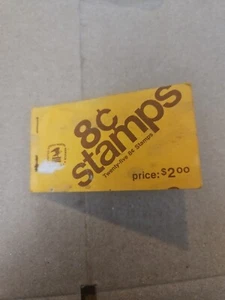 8¢
stamps
Twenty-five 8¢ Stamps
price: $2.00